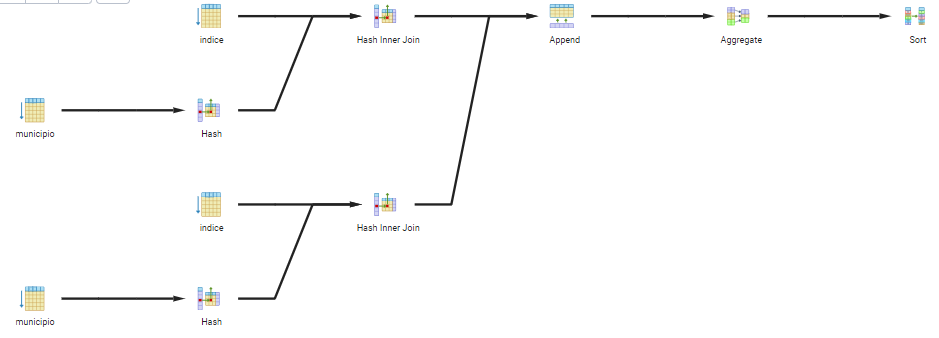 indice
Hash Inner Join
Append
Aggregate
Sort
municipio
Hash
indice
Hash Inner Join
municipio
Hash